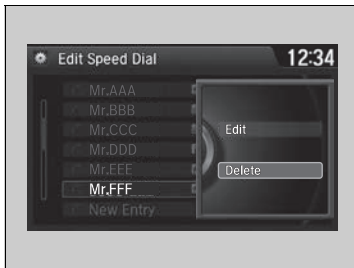 Edit Speed Dial
12:34
Mr.AAA
Mr.BBB
Mr.CCC
Mr.DDD
Mr.EEE
Mr.FFF
New Entry
Edit
Delete